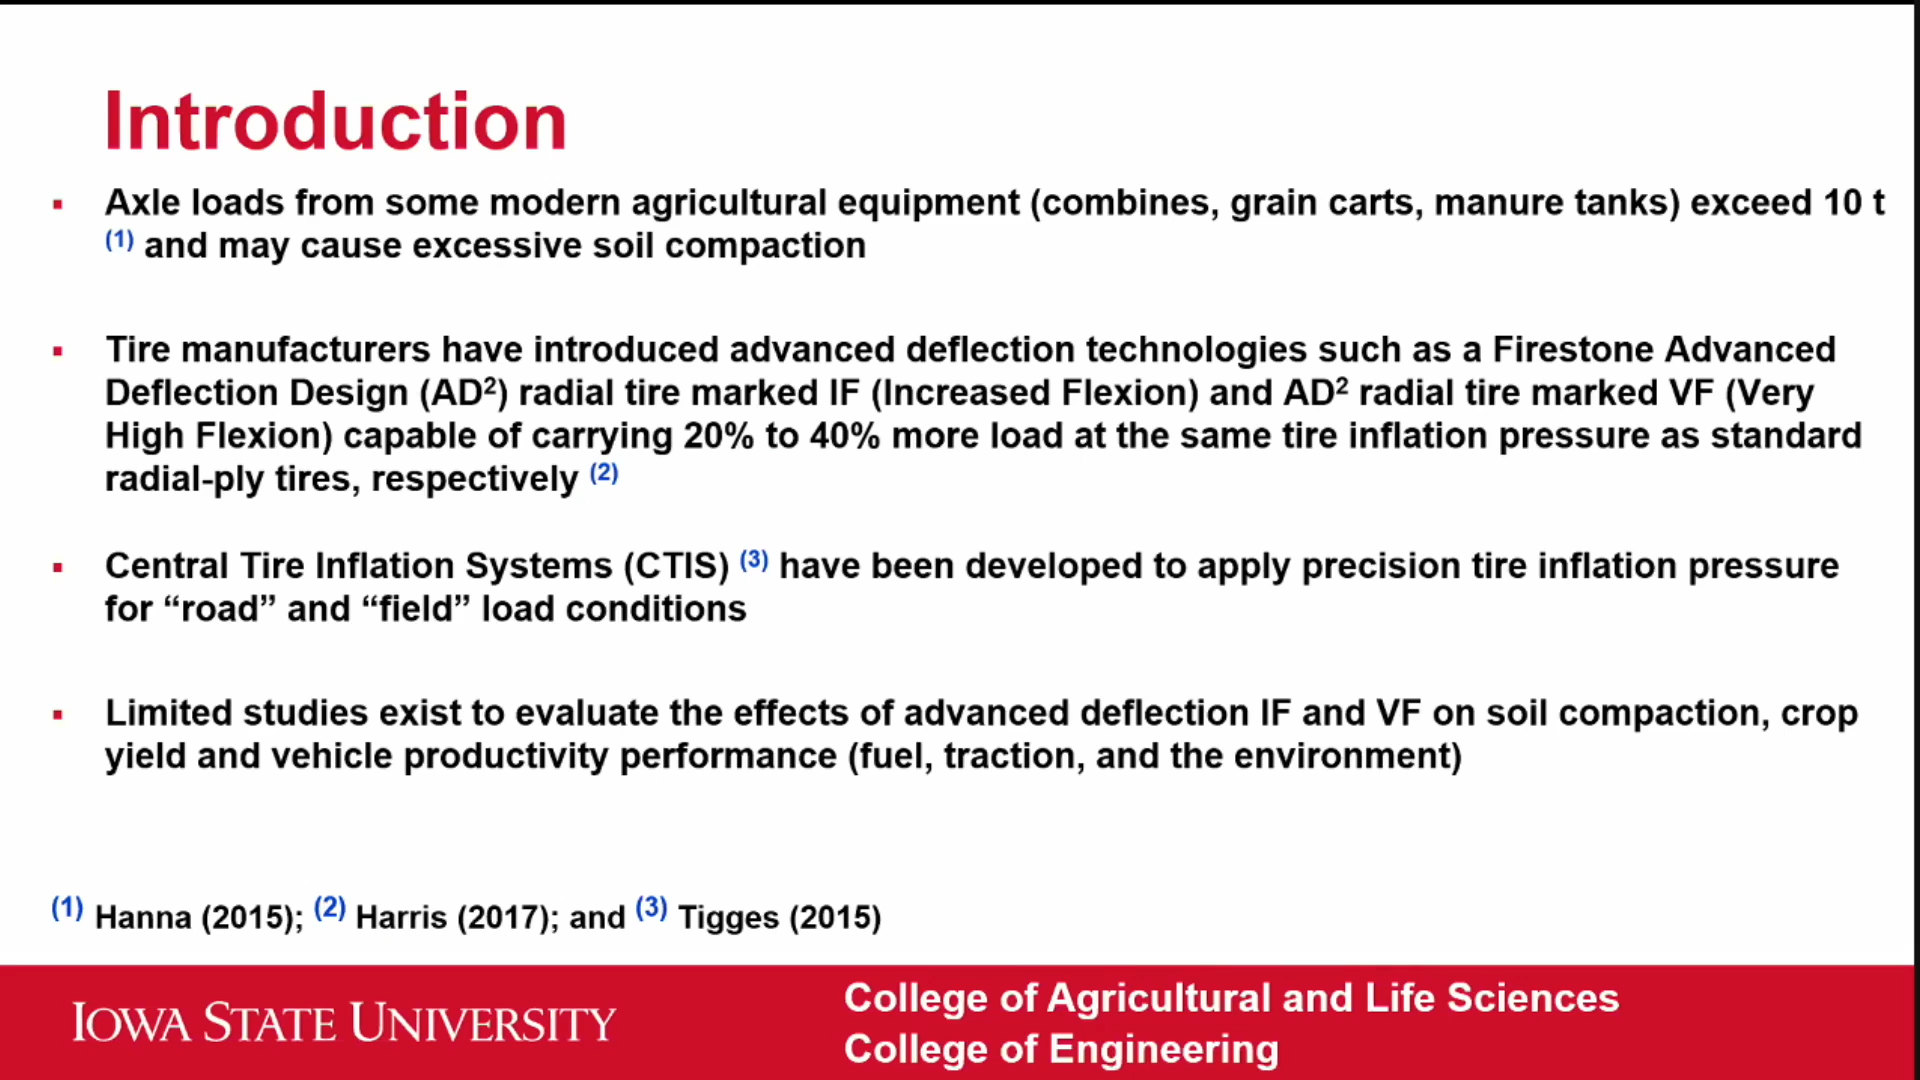 Introduction
▪ Axle loads from some modern agricultural equipment (combines, grain carts, manure tanks) exceed 10 t
(1) and may cause excessive soil compaction
▪ Tire manufacturers have introduced advanced deflection technologies such as a Firestone Advanced
Deflection Design (AD²) radial tire marked IF (Increased Flexion) and AD² radial tire marked VF (Very
High Flexion) capable of carrying 20% to 40% more load at the same tire inflation pressure as standard
radial-ply tires, respectively (2)
▪ Central Tire Inflation Systems (CTIS) (3) have been developed to apply precision tire inflation pressure
for “road” and “field” load conditions
▪ Limited studies exist to evaluate the effects of advanced deflection IF and VF on soil compaction, crop
yield and vehicle productivity performance (fuel, traction, and the environment)
(1) Hanna (2015); (2) Harris (2017); and (3) Tigges (2015)
IOWA STATE UNIVERSITY
College of Agricultural and Life Sciences
College of Engineering